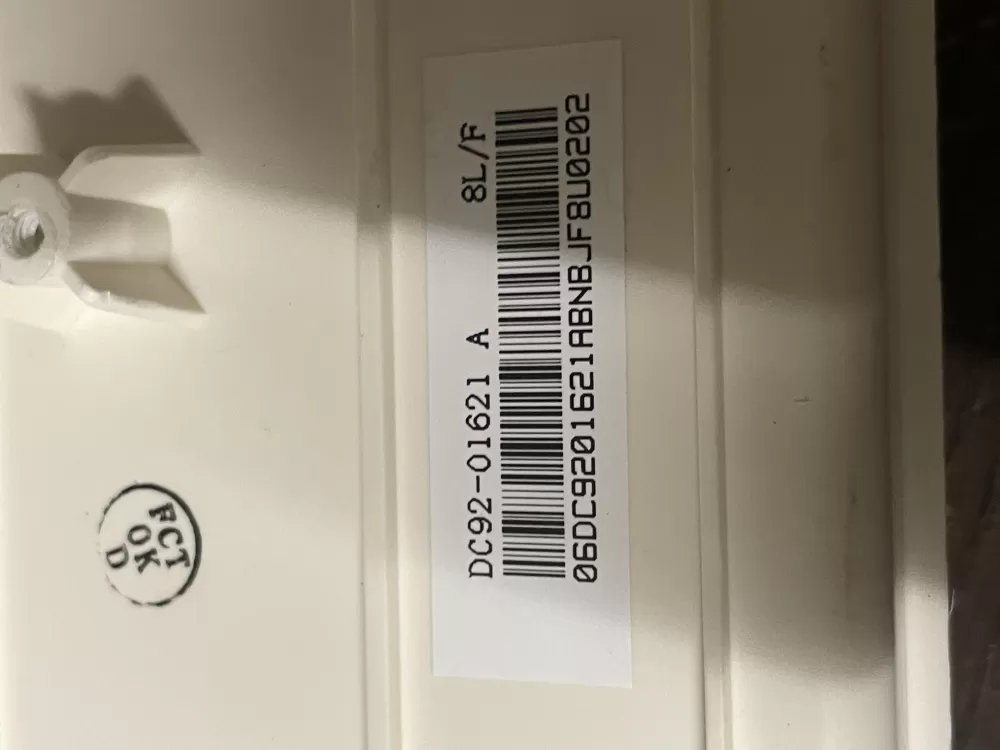 DC92-01621 A 8L/F
06DC9201621ABNBJF8U0202
FCT
OK
D